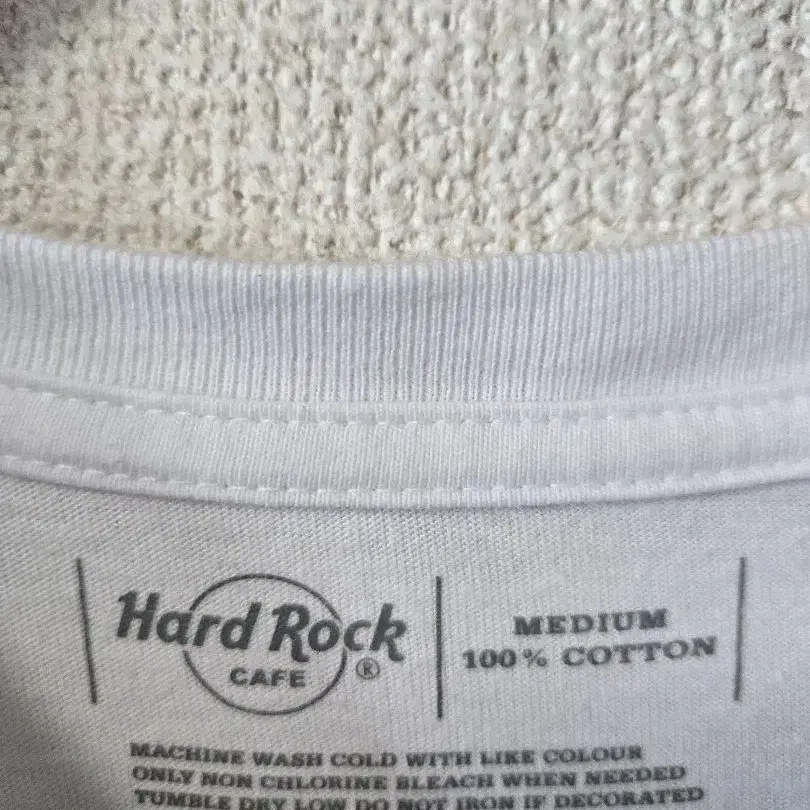 Hard Rock
CAFE
®
MEDIUM
100% COTTON
MACHINE WASH COLD WITH LIKE COLOUR
ONLY NON CHLORINE BLEACH WHEN NEEDED
TUMBLE DRY LOW DO NOT IRON IF DECORATED